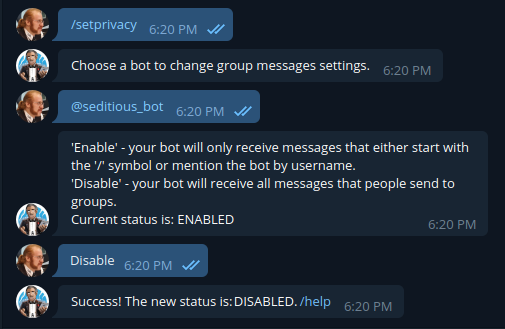 /setprivacy 6:20 PM
Choose a bot to change group messages settings. 6:20 PM
@seditious_bot 6:20 PM
'Enable' - your bot will only receive messages that either start with
the '/' symbol or mention the bot by username.
'Disable' - your bot will receive all messages that people send to
groups.
Current status is: ENABLED 6:20 PM
Disable 6:20 PM
Success! The new status is: DISABLED. /help 6:20 PM